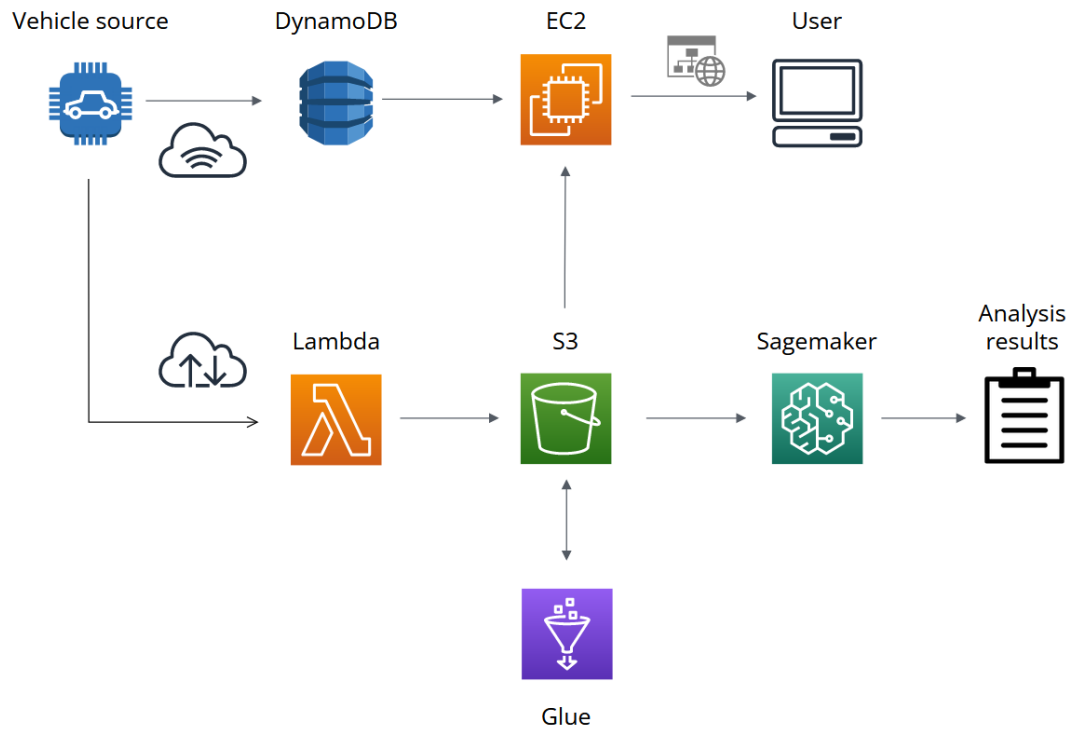 Vehicle source
DynamoDB
EC2
User
Lambda
S3
Sagemaker
Analysis
results
Glue